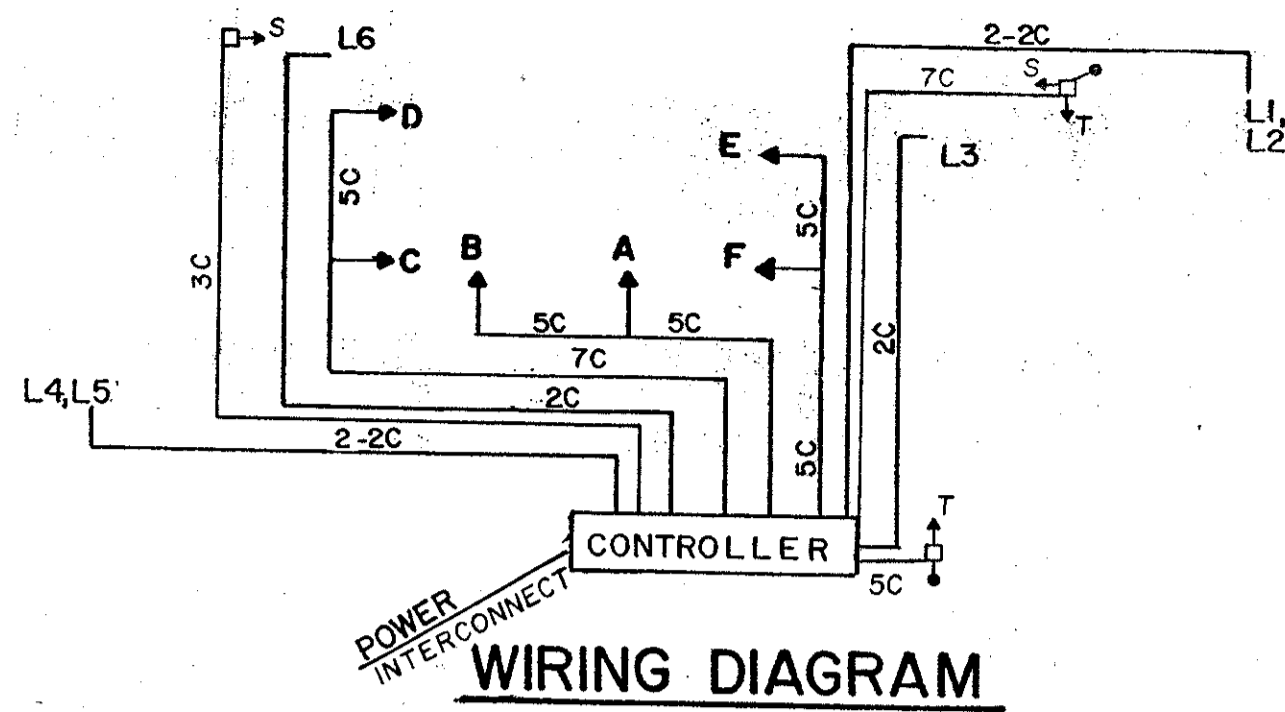 S
L6
2-2C
S
7C
T
L1,
L2
D
E
L3
5C
5C
B
A
C
F
3C
5C
5C
2C
7C
L4,L5
2C
2-2C
5C
T
CONTROLLER
5C
POWER
INTERCONNECT
WIRING DIAGRAM